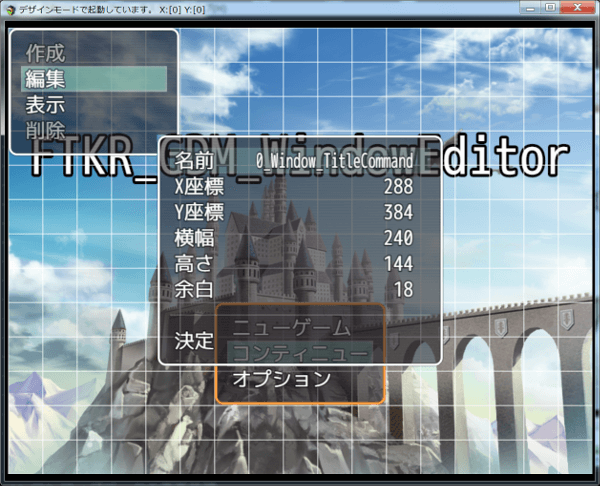 デザインモードで起動しています。 X:[0] Y:[0]
作成
編集
表示
削除
FTKR_GDM_WindowEditor
名前 0_Window_TitleCommand
X座標 288
Y座標 384
横幅 240
高さ 144
余白 18
決定
ニューゲーム
コンティニュー
オプション